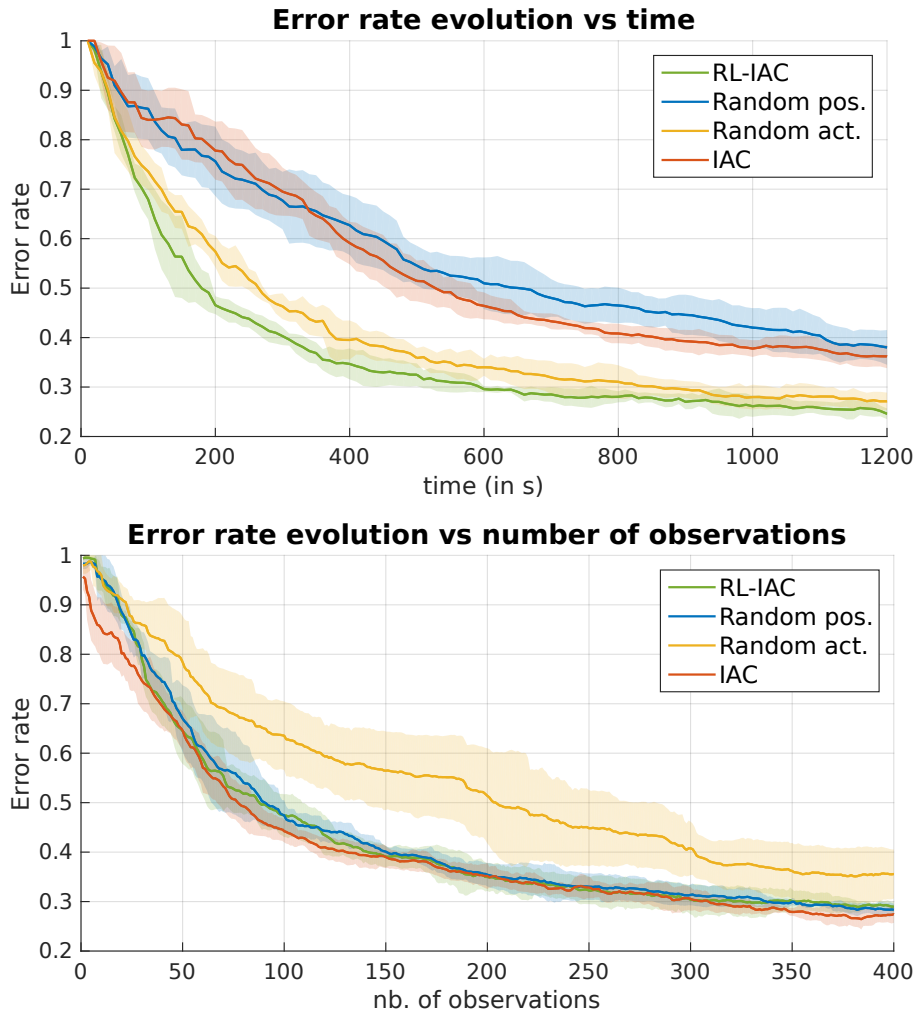 Error rate evolution vs time
1
0.9
0.8
0.7
0.6
0.5
0.4
0.3
0.2
Error rate
RL-IAC
Random pos.
Random act.
IAC
0 200 400 600 800 1000 1200
time (in s)
Error rate evolution vs number of observations
1
0.9
0.8
0.7
0.6
0.5
0.4
0.3
0.2
Error rate
RL-IAC
Random pos.
Random act.
IAC
0 50 100 150 200 250 300 350 400
nb. of observations